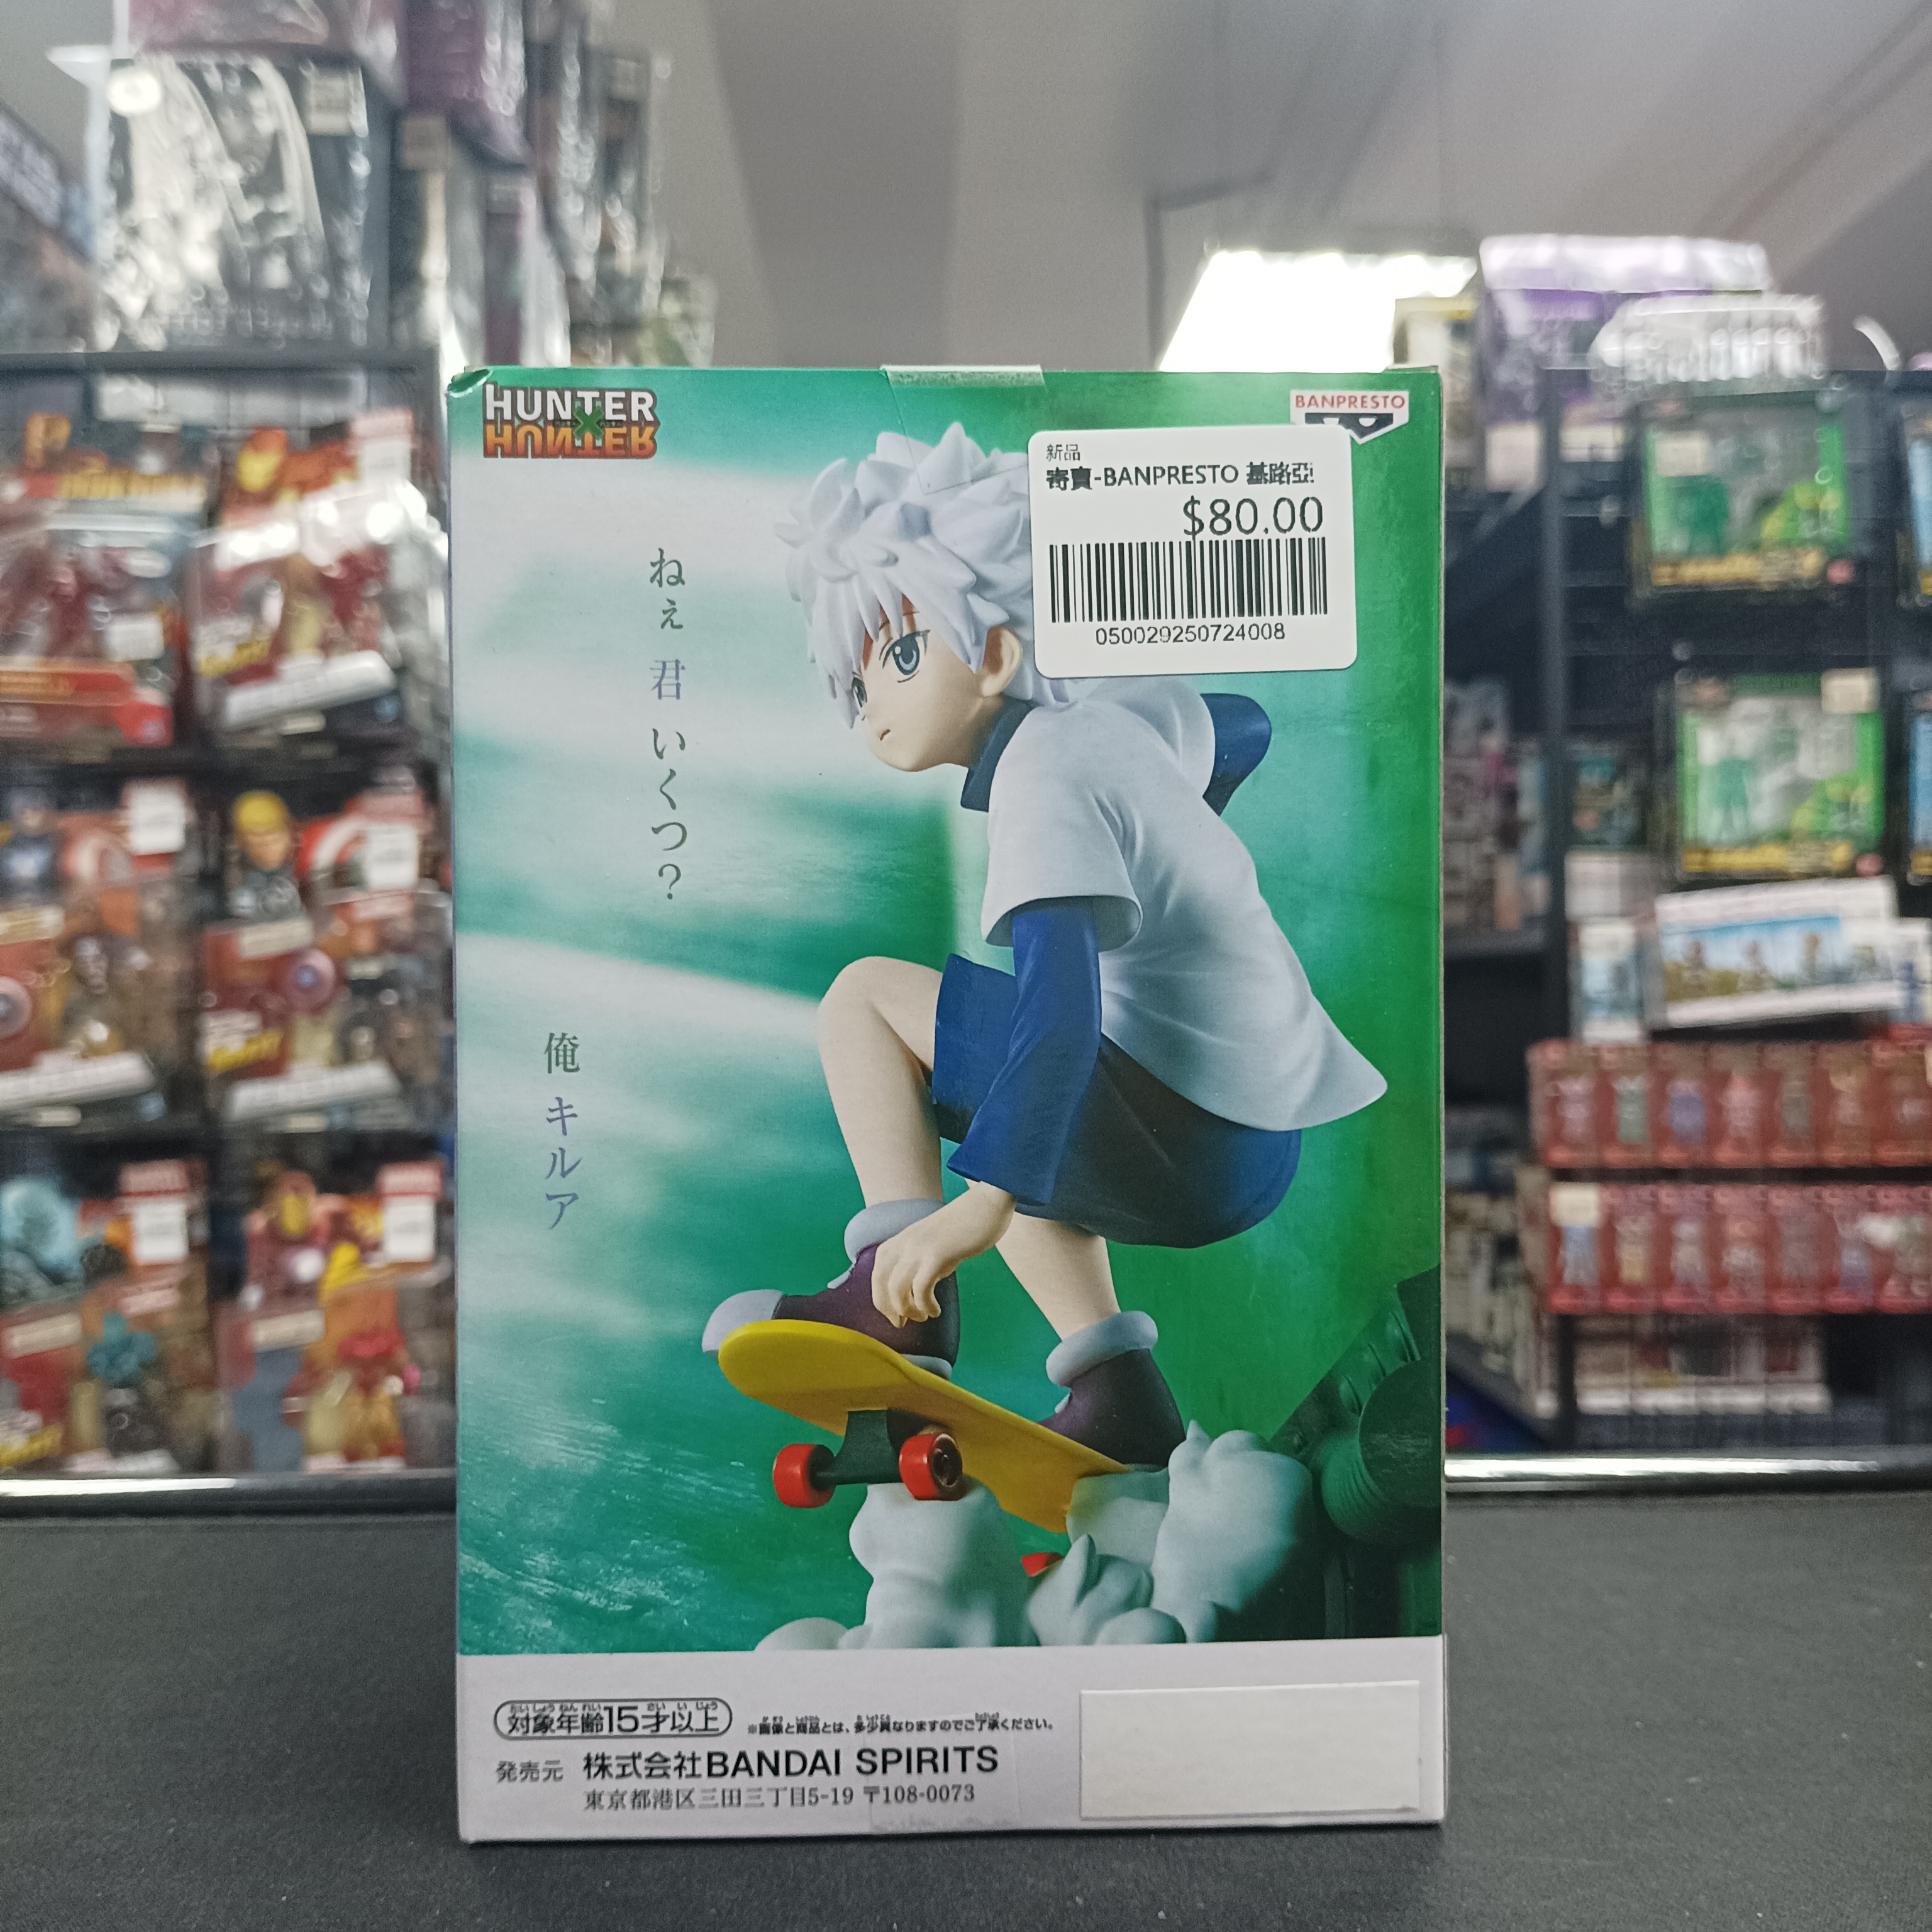 HUNTER
HUNTER
BANPRESTO
新品
寄賣-BANPRESTO 基路亞
$80.00
050029250724008
ねぇ 君 いくつ?
俺 キルア
対象年齢15才以上
※画像と商品とは、多少異なりますのでご了承ください。
発売元 株式会社BANDAI SPIRITS
東京都港区三田三丁目5-19 〒108-0073